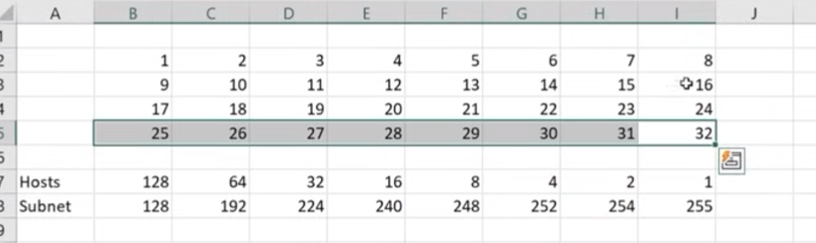 A B C D E F G H I J
1
2 1 2 3 4 5 6 7 8
3 9 10 11 12 13 14 15 16
4 17 18 19 20 21 22 23 24
5 25 26 27 28 29 30 31 32
6
7 Hosts 128 64 32 16 8 4 2 1
8 Subnet 128 192 224 240 248 252 254 255
9